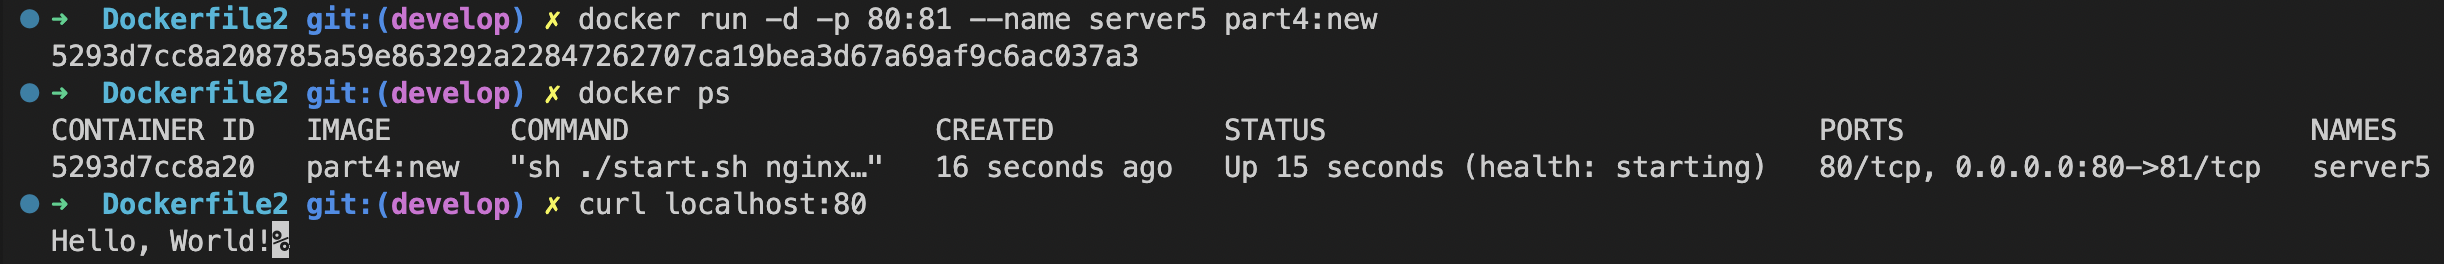 ➜  Dockerfile2 git:(develop) ✗ docker run -d -p 80:81 --name server5 part4:new
5293d7cc8a208785a59e863292a22847262707ca19bea3d67a69af9c6ac037a3
➜  Dockerfile2 git:(develop) ✗ docker ps
CONTAINER ID   IMAGE       COMMAND                  CREATED          STATUS                             PORTS                        NAMES
5293d7cc8a20   part4:new   "sh ./start.sh nginx…"   16 seconds ago   Up 15 seconds (health: starting)   80/tcp, 0.0.0.0:80->81/tcp   server5
➜  Dockerfile2 git:(develop) ✗ curl localhost:80
Hello, World!%